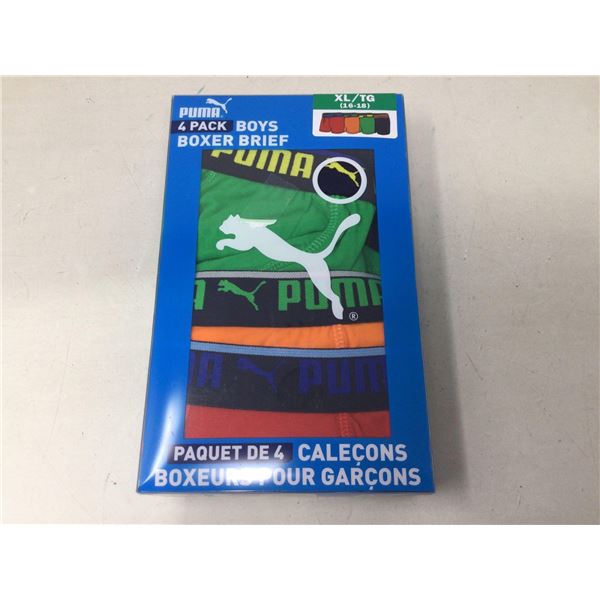 PUMA
XL/TG
(16-18)
4 PACK BOYS
BOXER BRIEF
PUMA
PUMA
®
PUM
PAQUET DE 4 CALEÇONS
BOXEURS POUR GARÇONS